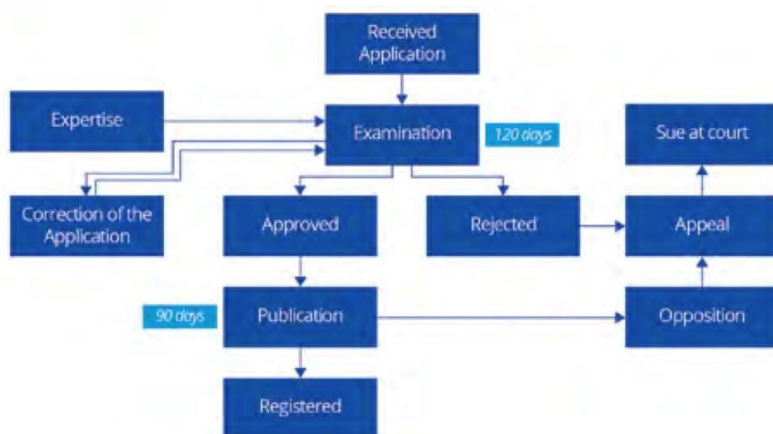 Received
Application
Expertise
Examination
120 days
Sue at court
Correction of the
Application
Approved
Rejected
Appeal
90 days
Publication
Opposition
Registered